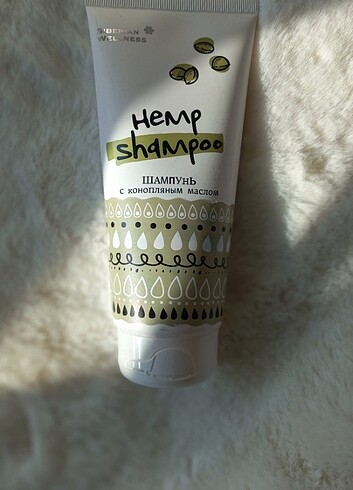 SIBERIAN
WELLNESS
Hemp
Shampoo
ШАМПУНЬ
С КОНОПЛЯНЫМ МАСЛОМ